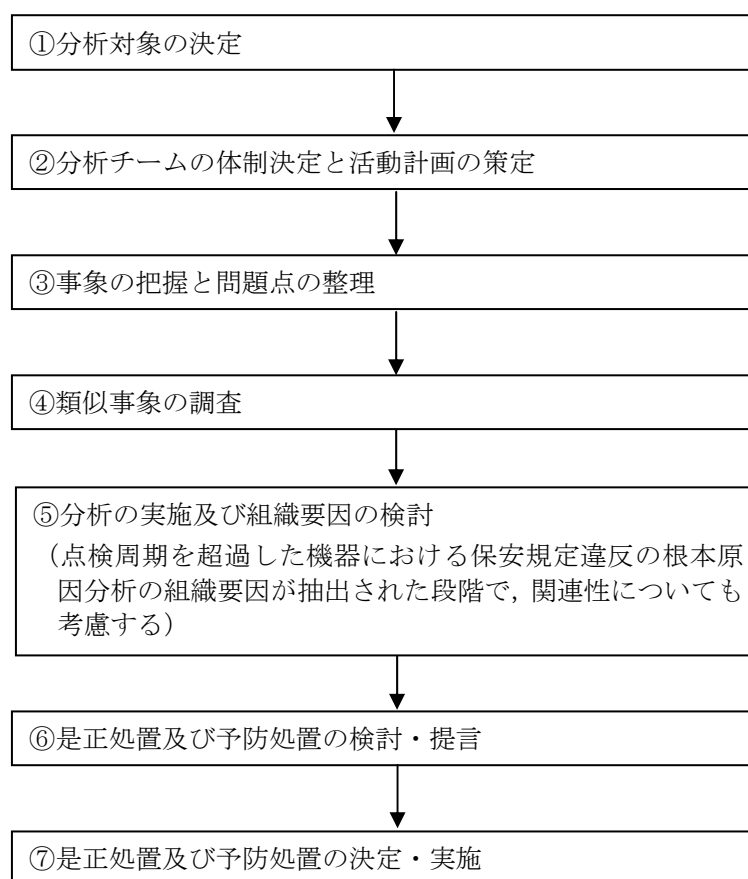 ①分析対象の決定
②分析チームの体制決定と活動計画の策定
③事象の把握と問題点の整理
④類似事象の調査
⑤分析の実施及び組織要因の検討
（点検周期を超過した機器における保安規定違反の根本原
因分析の組織要因が抽出された段階で，関連性についても
考慮する）
⑥是正処置及び予防処置の検討・提言
⑦是正処置及び予防処置の決定・実施